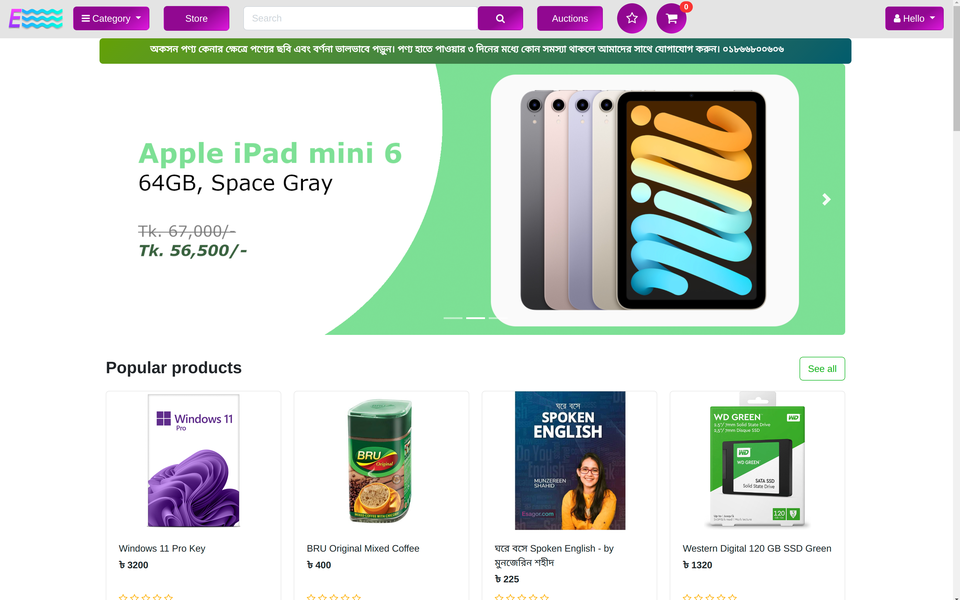 Category
Store
Search
Auctions
0
Hello
অকসন পণ্য কেনার ক্ষেত্রে পণ্যের ছবি এবং বর্ণনা ভালভাবে পড়ুন। পণ্য হাতে পাওয়ার ৩ দিনের মধ্যে কোন সমস্যা থাকলে আমাদের সাথে যোগাযোগ করুন। ০১৮৬৬৮০০৬০৬
Apple iPad mini 6
64GB, Space Gray
Tk. 67,000/-
Tk. 56,500/-
Popular products
See all
Windows 11
Pro
BRU
Original
ঘরে বসে
SPOKEN
ENGLISH
MUNZEREEN
SHAHID
Exagor.com
WD GREEN
WD
WD
WD GREEN
SATA SSD
Solid State Drive
120
Windows 11 Pro Key
৳ 3200
BRU Original Mixed Coffee
৳ 400
ঘরে বসে Spoken English - by
মুনজেরিন শহীদ
৳ 225
Western Digital 120 GB SSD Green
৳ 1320